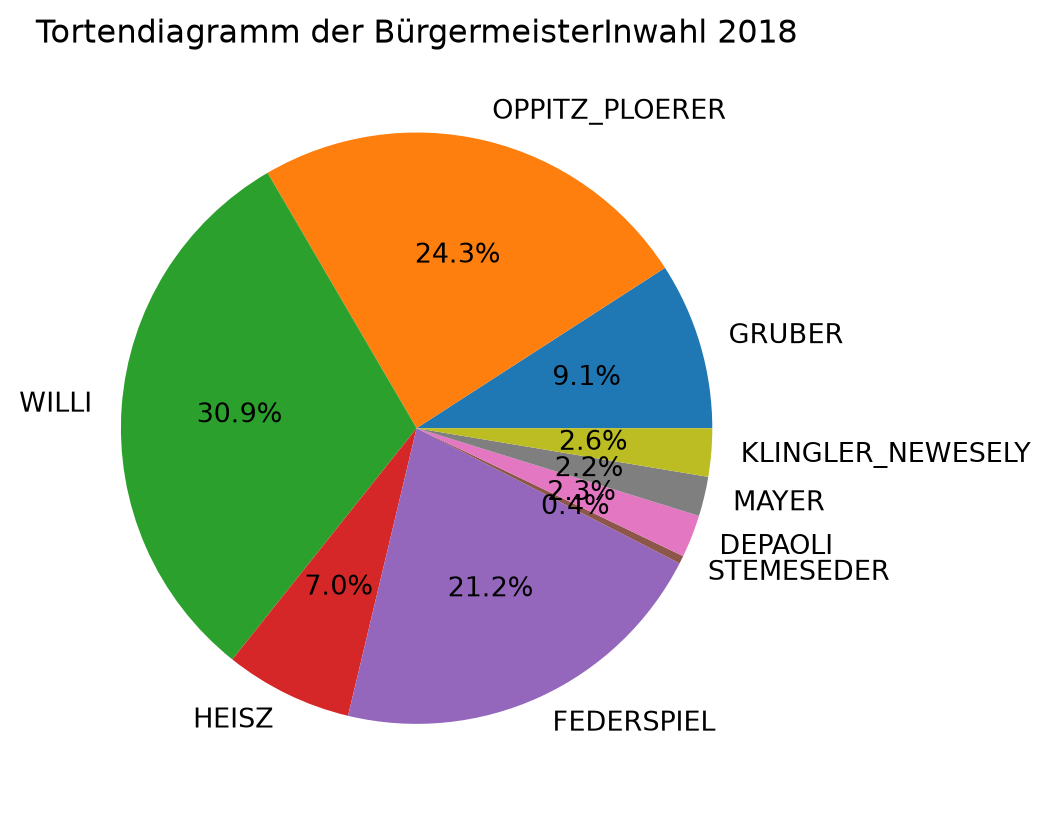 Tortendiagramm der BürgermeisterInwahl 2018
OPPITZ_PLOERER
24.3%
GRUBER
9.1%
WILLI
30.9%
2.6%
KLINGLER_NEWESELY
2.2%
MAYER
2.3%
DEPAOLI
0.4%
STEMESEDER
7.0%
21.2%
HEISZ
FEDERSPIEL